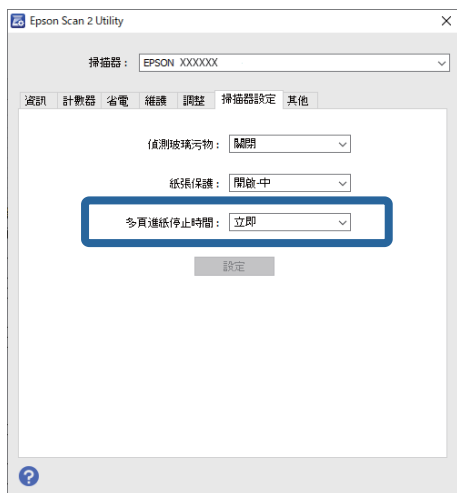 Epson Scan 2 Utility
掃描器： EPSON XXXXXX
資訊 計數器 省電 維護 調整 掃描器設定 其他
偵測玻璃污物： 關閉
紙張保護： 開啟-中
多頁進紙停止時間： 立即
設定